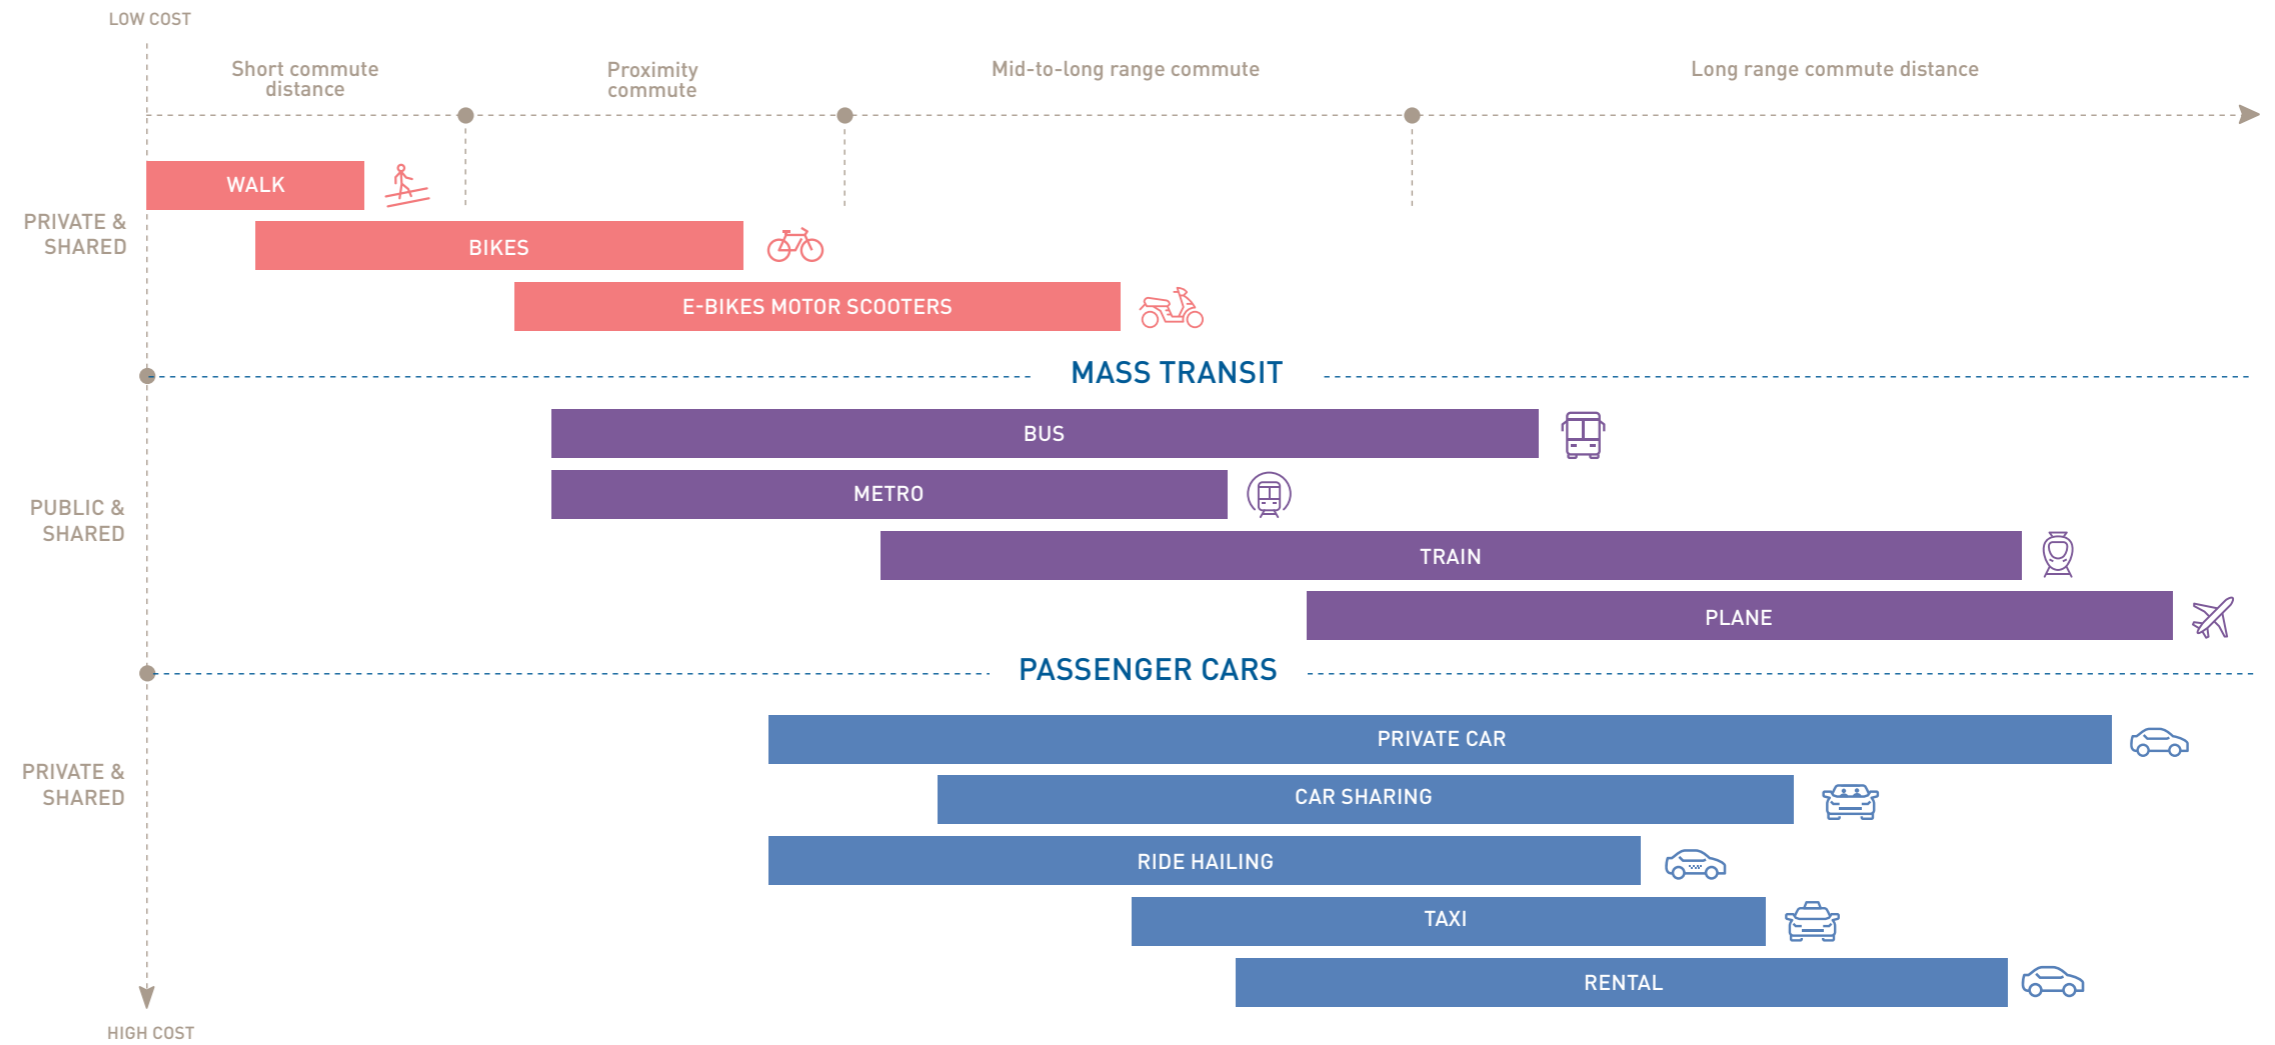 LOW COST
Short commute
distance
Proximity
commute
Mid-to-long range commute
Long range commute distance
WALK
PRIVATE &
SHARED
BIKES
E-BIKES MOTOR SCOOTERS
MASS TRANSIT
BUS
METRO
PUBLIC &
SHARED
TRAIN
PLANE
PASSENGER CARS
PRIVATE CAR
PRIVATE &
SHARED
CAR SHARING
RIDE HAILING
TAXI
RENTAL
HIGH COST